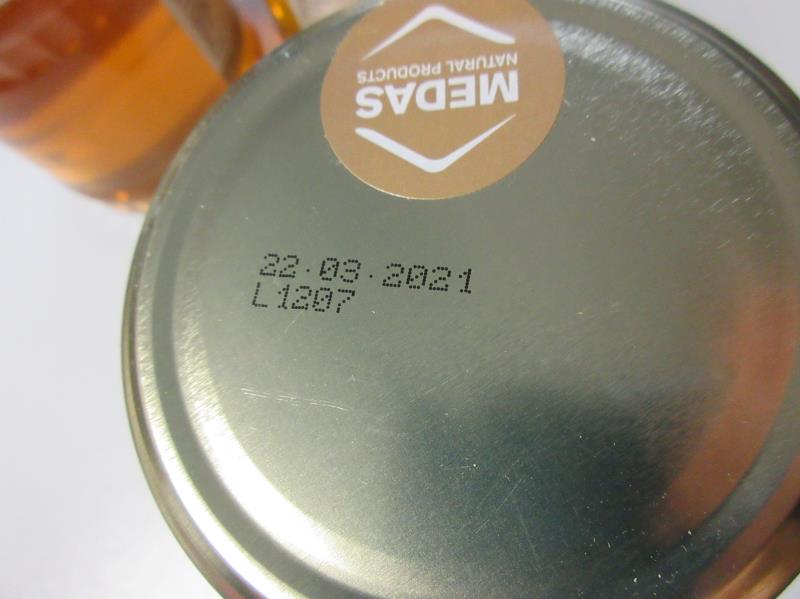 MEDAS
NATURAL PRODUCTS
22.03.2021
L1207